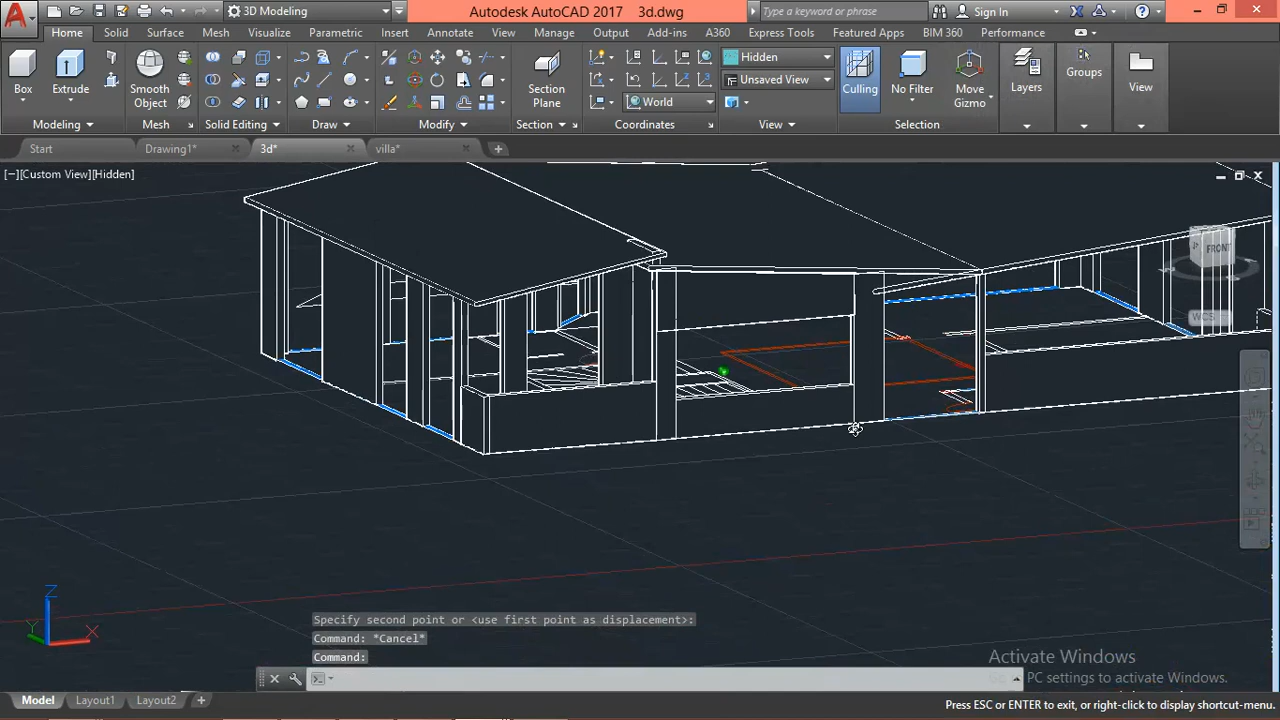 3D Modeling
Autodesk AutoCAD 2017 3d.dwg
Type a keyword or phrase
Sign In
Home Solid Surface Mesh Visualize Parametric Insert Annotate View Manage Output Add-ins A360 Express Tools Featured Apps BIM 360 Performance
Box
Extrude
Smooth
Object
Section
Plane
Hidden
Unsaved View
World
Culling
No Filter
Move
Gizmo
Layers
Groups
View
Modeling
Mesh
Solid Editing
Draw
Modify
Section
Coordinates
View
Selection
Start
Drawing1*
3d*
villa*
[−][Custom View][Hidden]
FRONT
WCS
Z
Y
X
Specify second point or <use first point as displacement>:
Command: *Cancel*
Command:
Activate Windows
PC settings to activate Windows.
Model Layout1 Layout2
Press ESC or ENTER to exit, or right-click to display shortcut-menu.